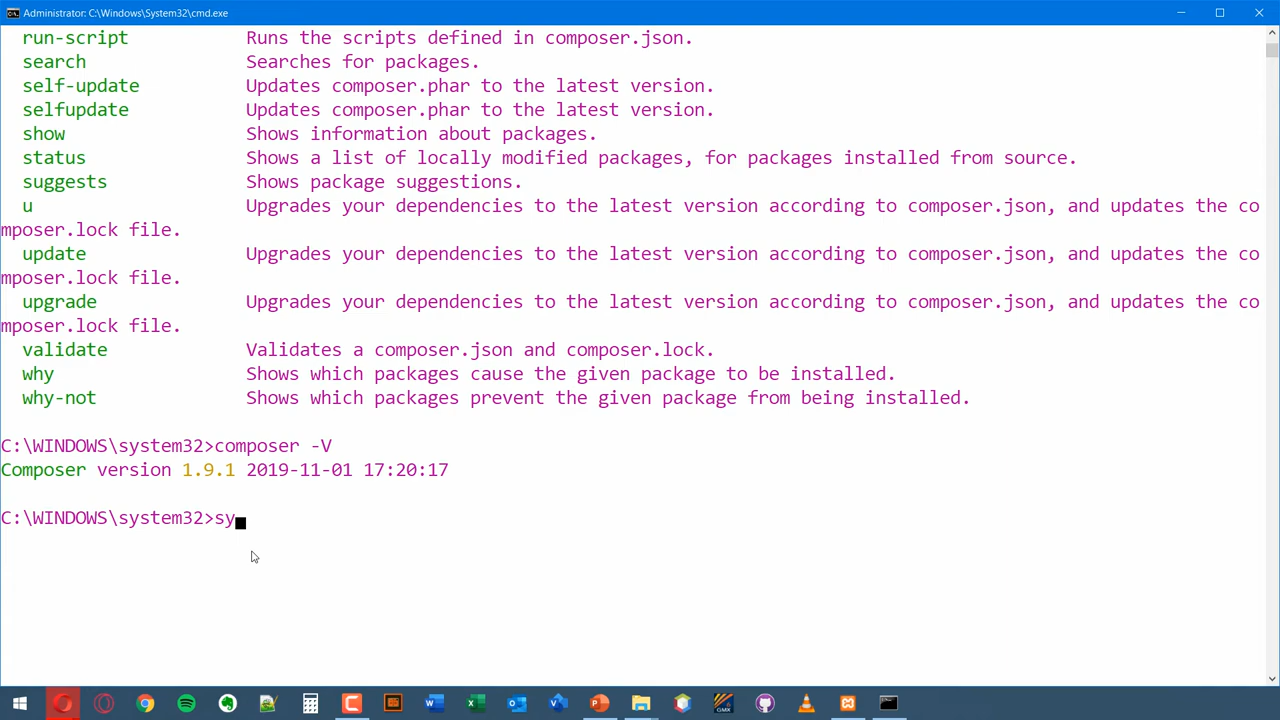 Administrator: C:\Windows\System32\cmd.exe
run-script Runs the scripts defined in composer.json.
search Searches for packages.
self-update Updates composer.phar to the latest version.
selfupdate Updates composer.phar to the latest version.
show Shows information about packages.
status Shows a list of locally modified packages, for packages installed from source.
suggests Shows package suggestions.
u Upgrades your dependencies to the latest version according to composer.json, and updates the co
mposer.lock file.
update Upgrades your dependencies to the latest version according to composer.json, and updates the co
mposer.lock file.
upgrade Upgrades your dependencies to the latest version according to composer.json, and updates the co
mposer.lock file.
validate Validates a composer.json and composer.lock.
why Shows which packages cause the given package to be installed.
why-not Shows which packages prevent the given package from being installed.
C:\WINDOWS\system32>composer -V
Composer version 1.9.1 2019-11-01 17:20:17
C:\WINDOWS\system32>sy